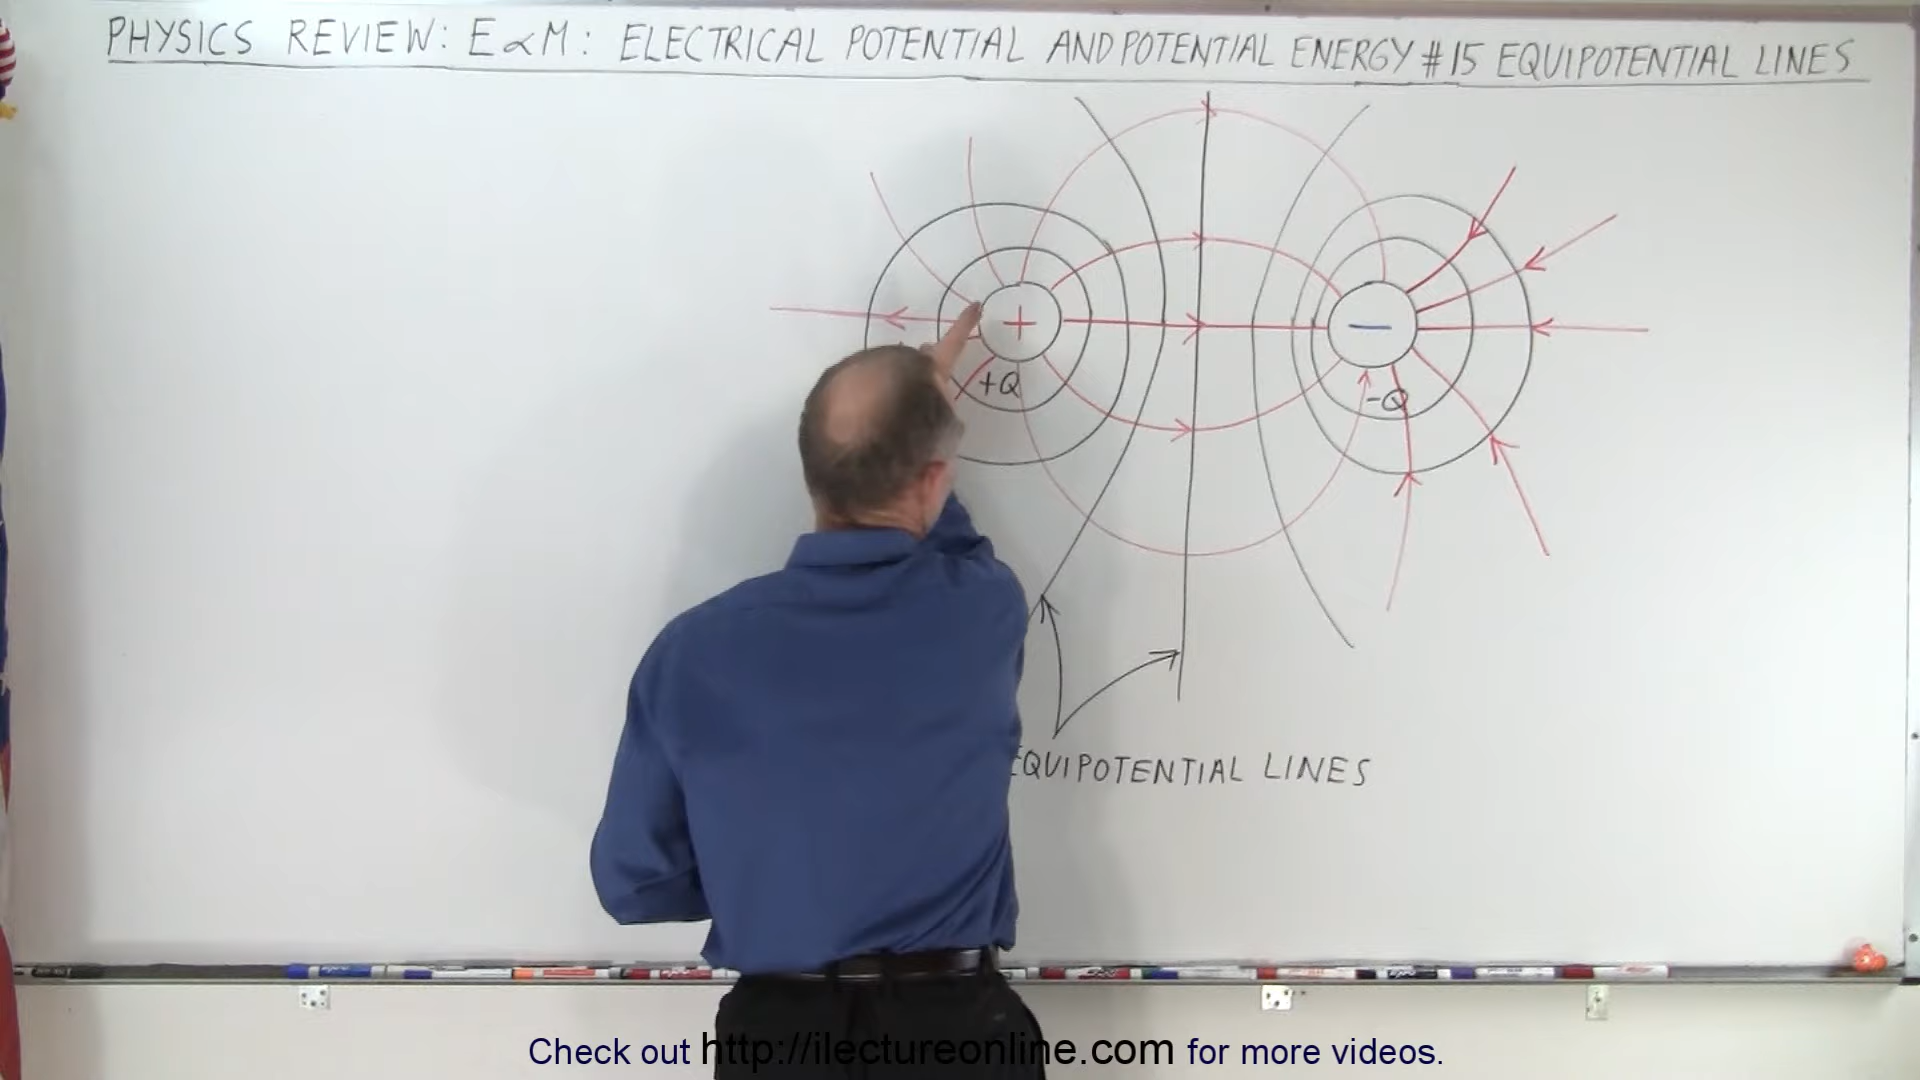 PHYSICS REVIEW: E∝M: ELECTRICAL POTENTIAL AND POTENTIAL ENERGY #15 EQUIPOTENTIAL LINES
+ −
+Q -Q
EQUIPOTENTIAL LINES
Check out http://ilectureonline.com for more videos.